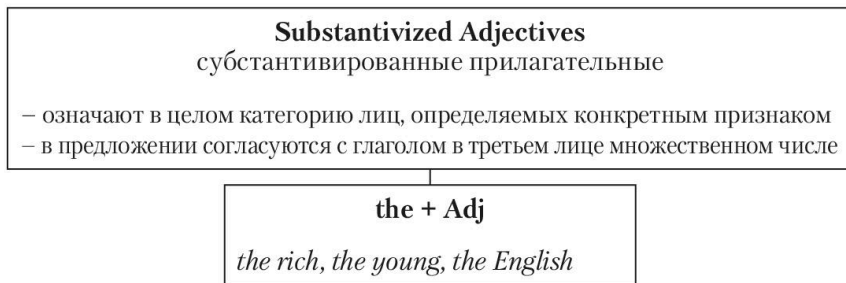 Substantivized Adjectives
субстантивированные прилагательные
– означают в целом категорию лиц, определяемых конкретным признаком
– в предложении согласуются с глаголом в третьем лице множественном числе
the + Adj
the rich, the young, the English